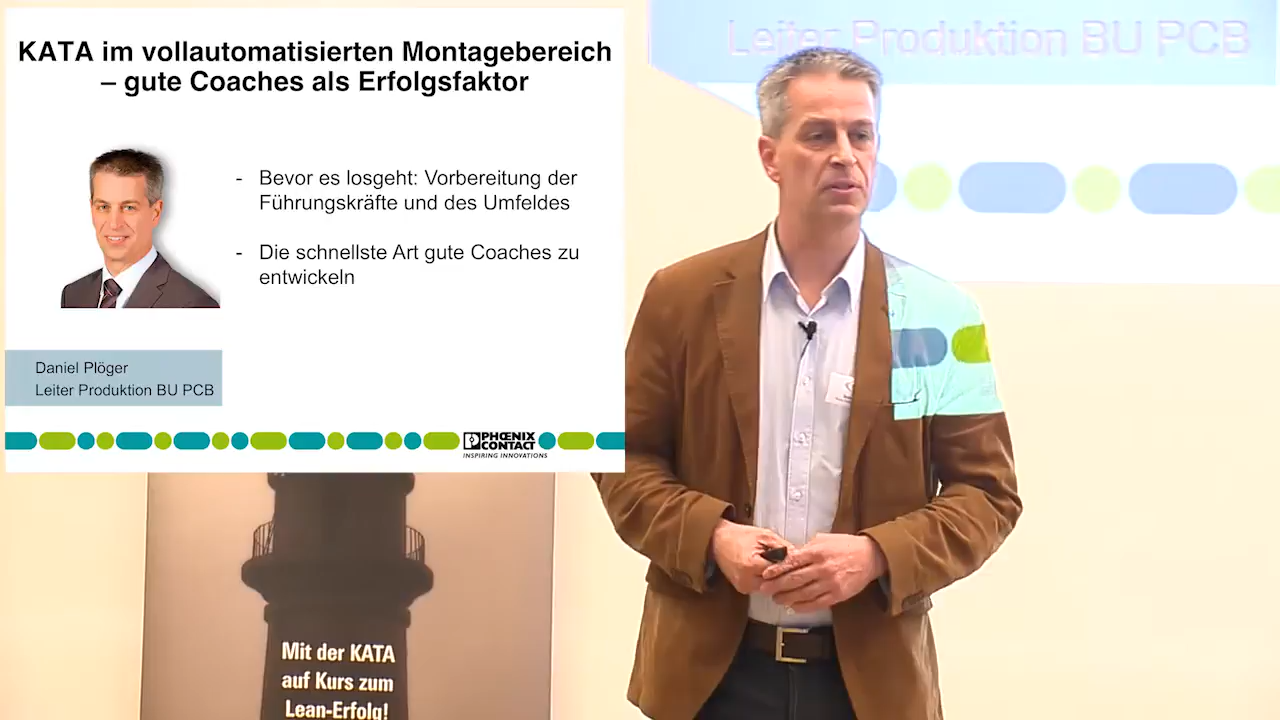 KATA im vollautomatisierten Montagebereich
– gute Coaches als Erfolgsfaktor
- Bevor es losgeht: Vorbereitung der
Führungskräfte und des Umfeldes
- Die schnellste Art gute Coaches zu
entwickeln
Daniel Plöger
Leiter Produktion BU PCB
PHŒNIX
CONTACT
INSPIRING INNOVATIONS
Leiter Produktion BU PCB
Mit der KATA
auf Kurs zum
Lean-Erfolg!